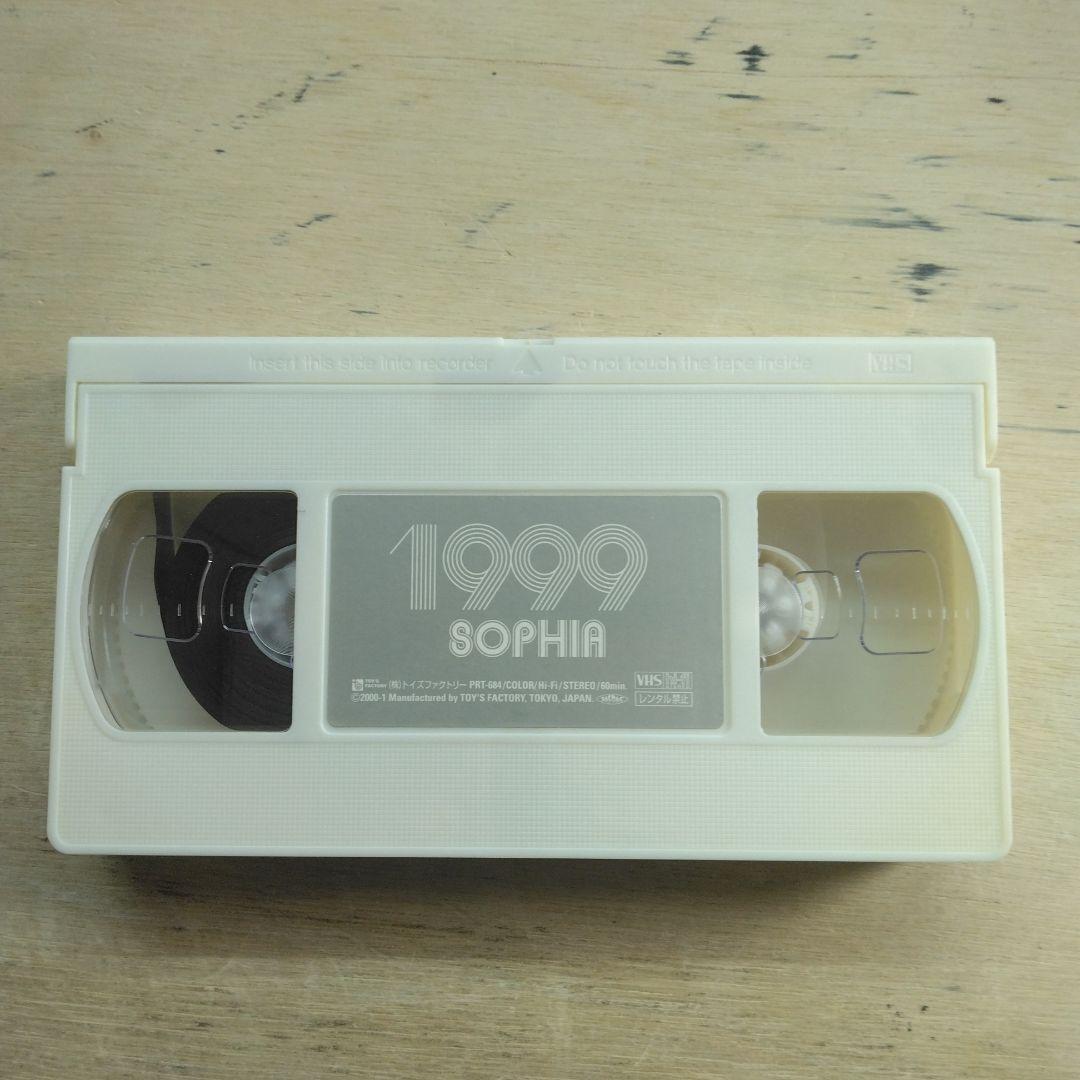 Insert this side into recorder Do not touch the tape inside VHS
1999
SOPHIA
TOY'S FACTORY (株)トイズファクトリー PRT-684/COLOR/Hi-Fi/STEREO/60min. VHS
©2000-1 Manufactured by TOY'S FACTORY, TOKYO, JAPAN. レンタル禁止